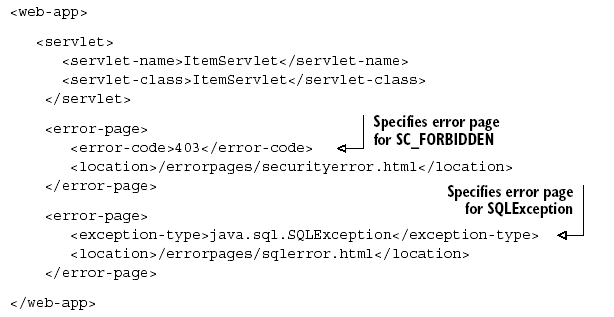 <web-app>
<servlet>
<servlet-name>ItemServlet</servlet-name>
<servlet-class>ItemServlet</servlet-class>
</servlet>
<error-page>
<error-code>403</error-code>
Specifies error page
for SC_FORBIDDEN
<location>/errorpages/securityerror.html</location>
</error-page>
<error-page>
<exception-type>java.sql.SQLException</exception-type>
Specifies error page
for SQLException
<location>/errorpages/sqlerror.html</location>
</error-page>
</web-app>